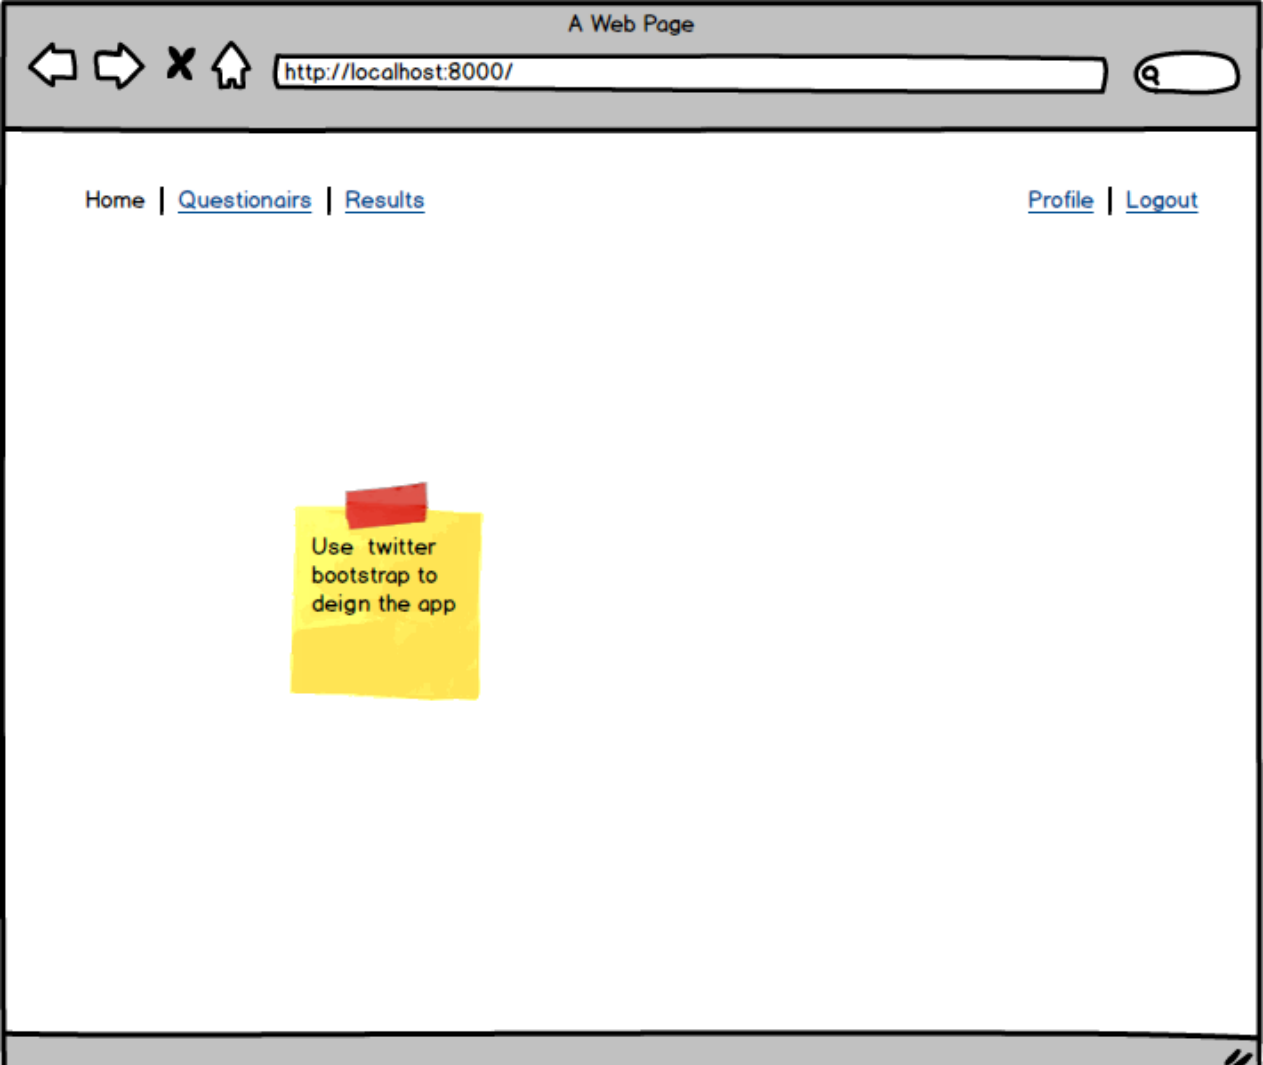 A Web Page
http://localhost:8000/
Home | Questionairs | Results
Profile | Logout
Use twitter
bootstrap to
deign the app